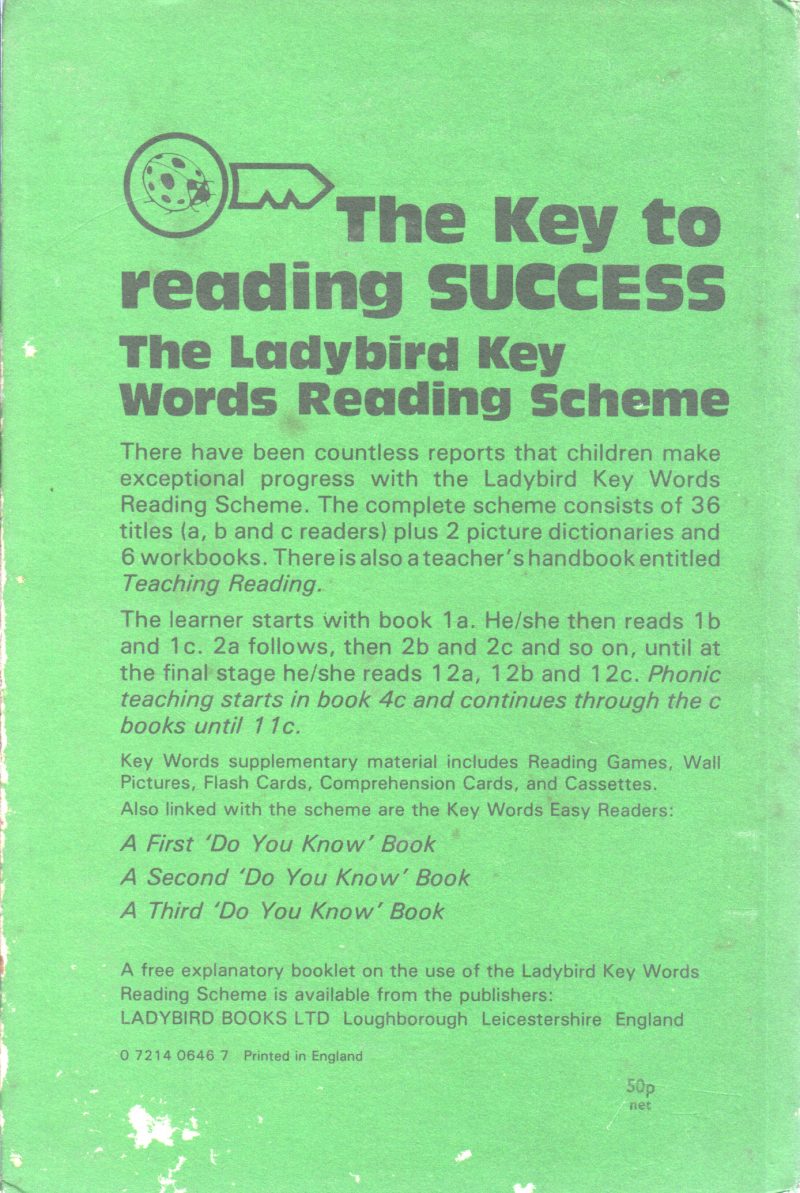 The Key to
reading SUCCESS
The Ladybird Key
Words Reading Scheme
There have been countless reports that children make
exceptional progress with the Ladybird Key Words
Reading Scheme. The complete scheme consists of 36
titles (a, b and c readers) plus 2 picture dictionaries and
6 workbooks. There is also a teacher's handbook entitled
Teaching Reading.
The learner starts with book 1a. He/she then reads 1b
and 1c. 2a follows, then 2b and 2c and so on, until at
the final stage he/she reads 12a, 12b and 12c. Phonic
teaching starts in book 4c and continues through the c
books until 11c.
Key Words supplementary material includes Reading Games, Wall
Pictures, Flash Cards, Comprehension Cards, and Cassettes.
Also linked with the scheme are the Key Words Easy Readers:
A First 'Do You Know' Book
A Second 'Do You Know' Book
A Third 'Do You Know' Book
A free explanatory booklet on the use of the Ladybird Key Words
Reading Scheme is available from the publishers:
LADYBIRD BOOKS LTD Loughborough Leicestershire England
0 7214 0646 7 Printed in England
50p
net